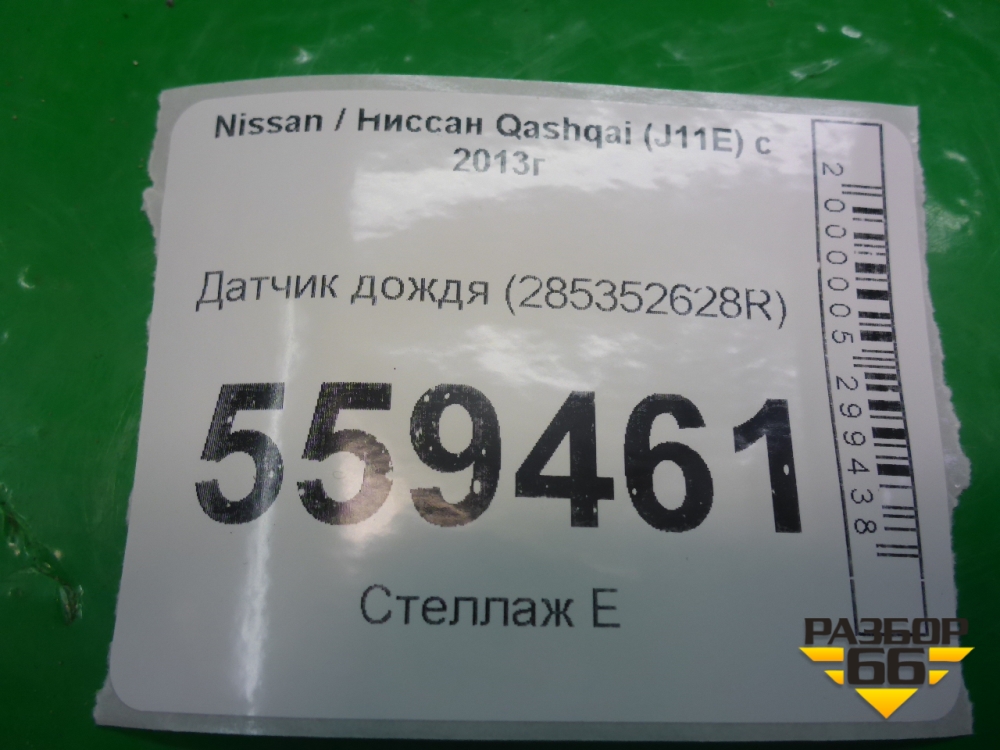 Nissan / Ниссан Qashqai (J11E) с
2013г
Датчик дождя (285352628R)
559461
Стеллаж Е
2000005299438
РАЗБОР
66